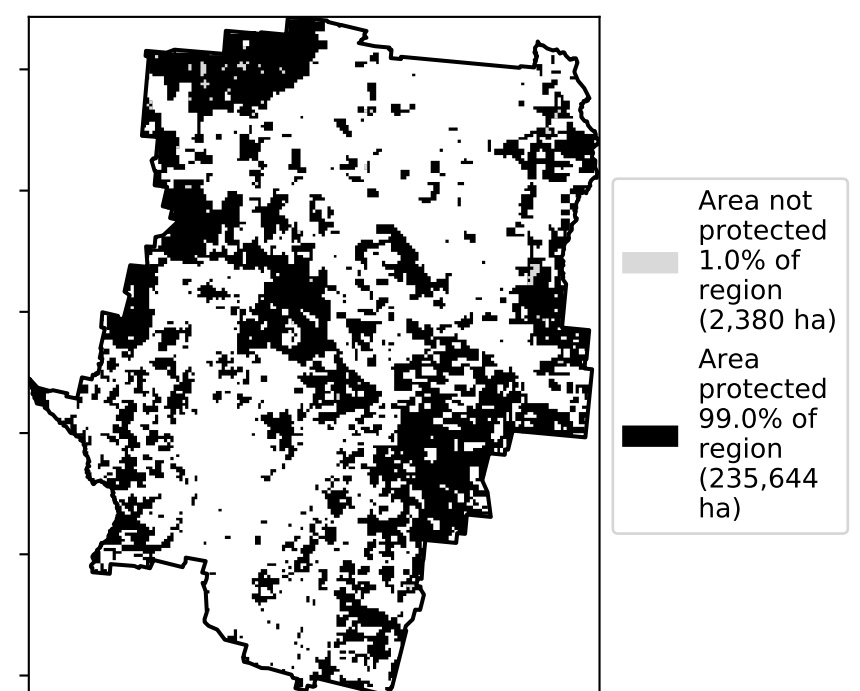 Area not
protected
1.0% of
region
(2,380 ha)
Area
protected
99.0% of
region
(235,644
ha)